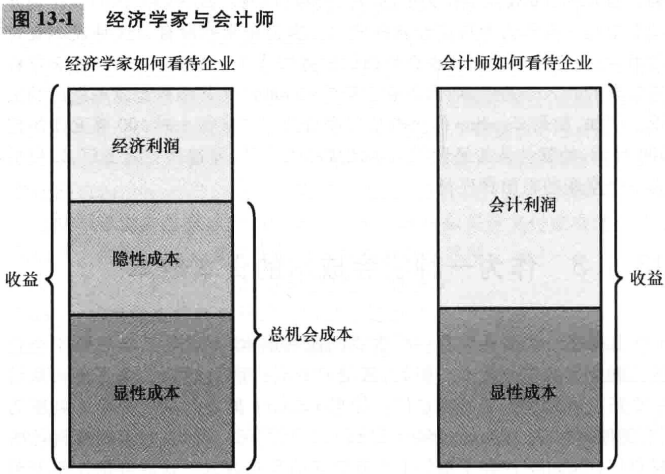 图 13-1 经济学家与会计师
经济学家如何看待企业
会计师如何看待企业
经济利润
隐性成本
显性成本
收益
总机会成本
会计利润
显性成本
收益